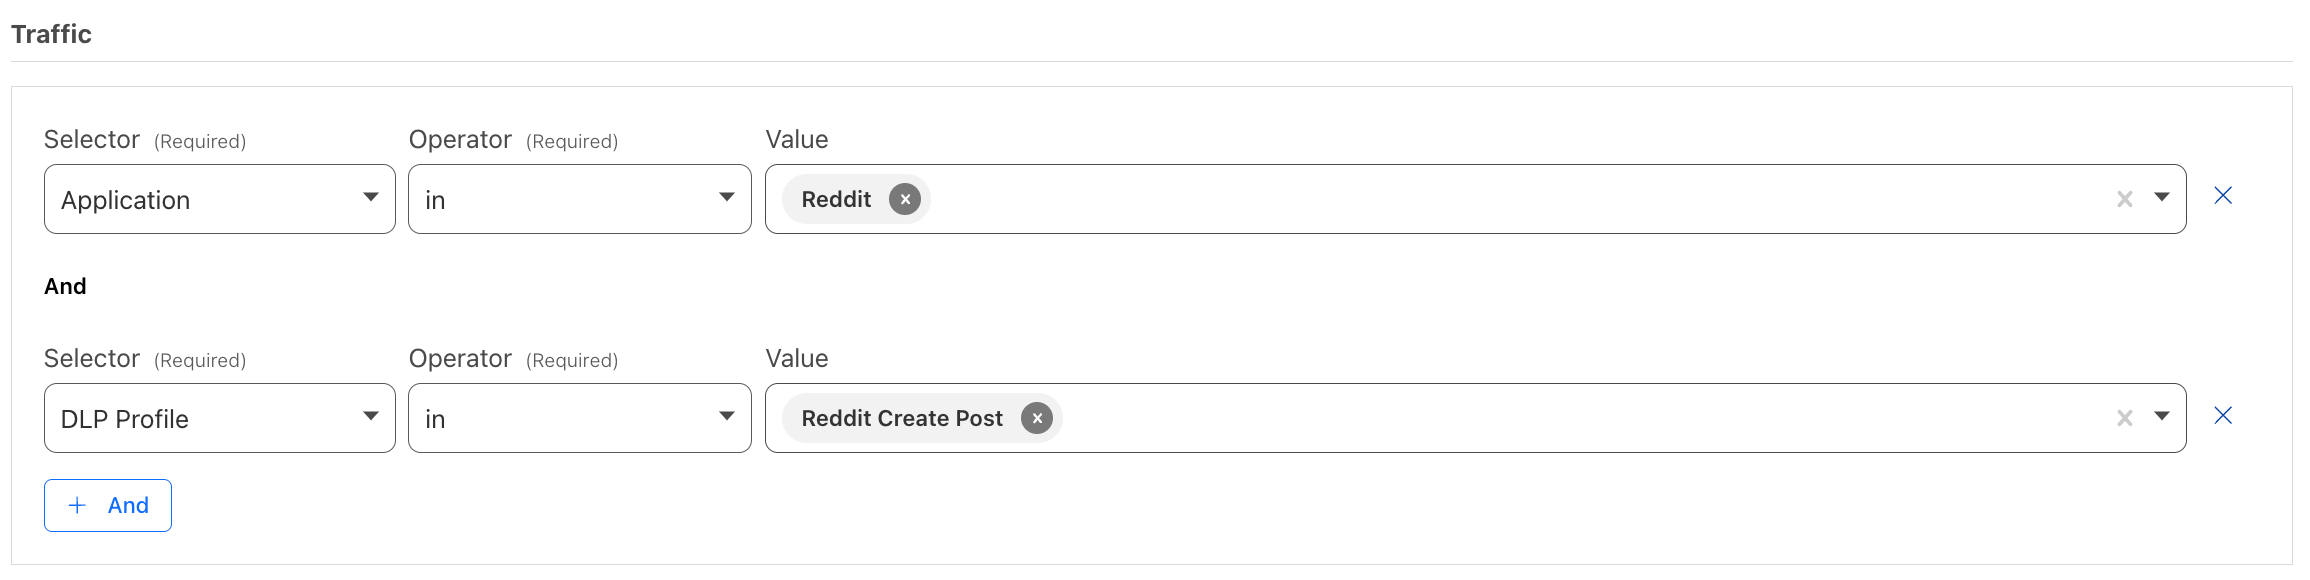 Traffic
Selector (Required) Operator (Required) Value
Application in Reddit
And
Selector (Required) Operator (Required) Value
DLP Profile in Reddit Create Post
+ And